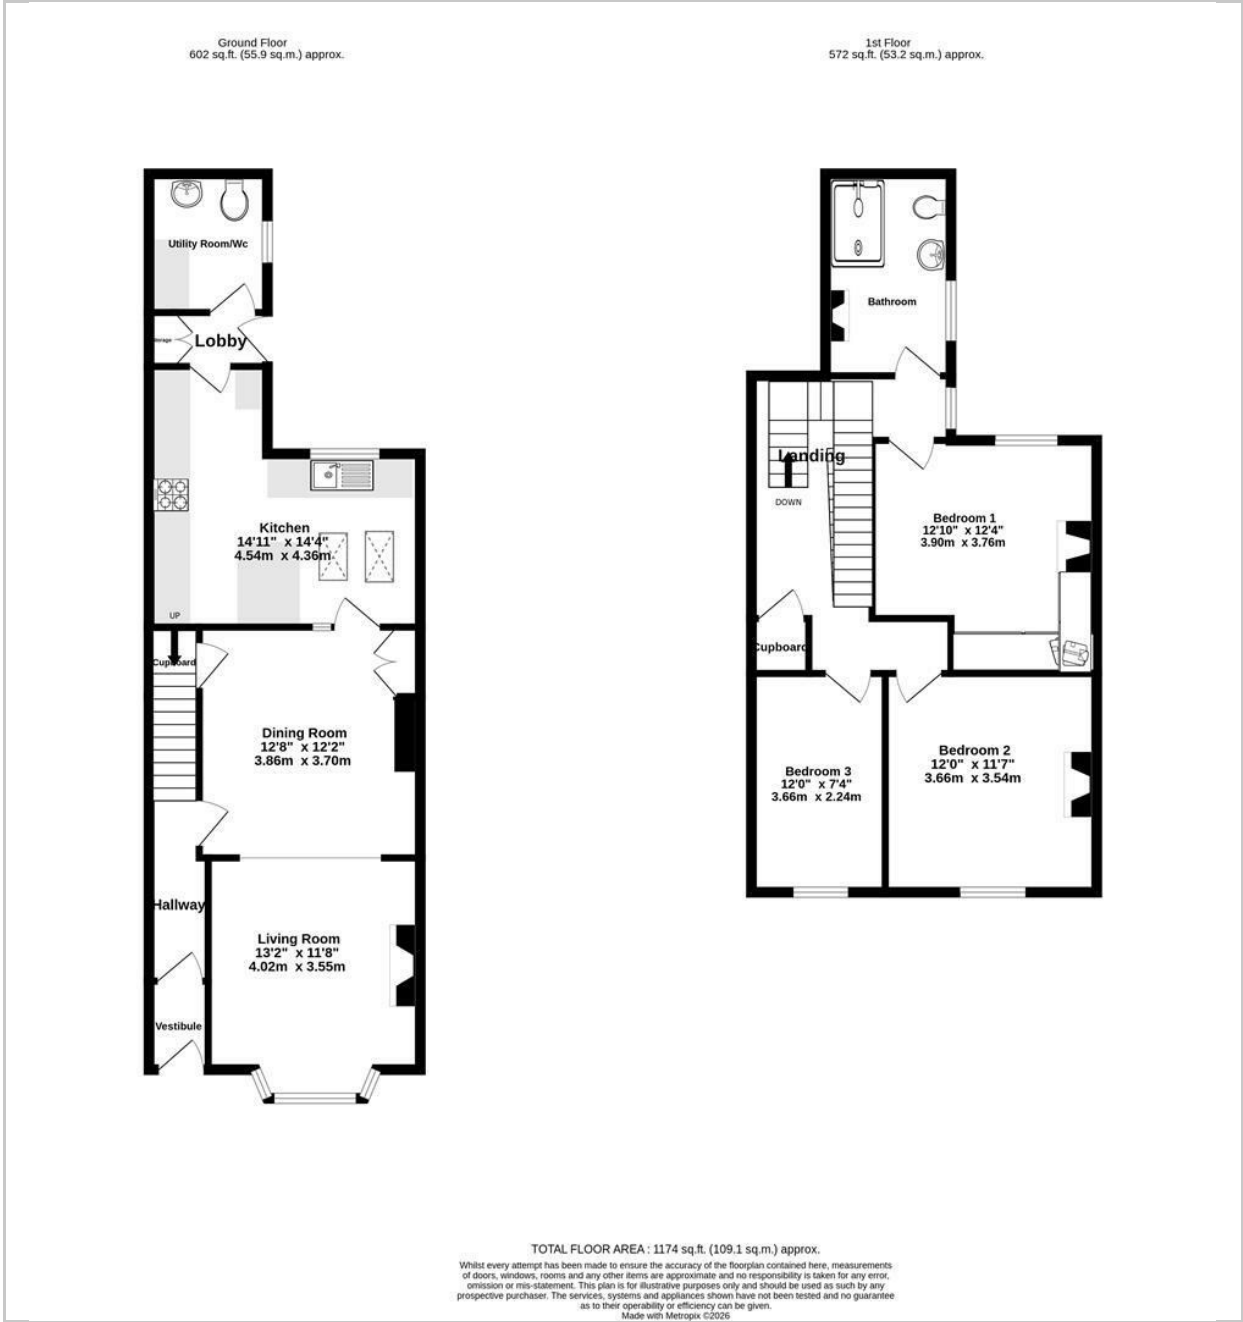 Ground Floor
602 sq.ft. (55.9 sq.m.) approx.
1st Floor
572 sq.ft. (53.2 sq.m.) approx.
Utility Room/Wc
Lobby
Kitchen
14'11" x 14'4"
4.54m x 4.36m
UP
Cupboard
Dining Room
12'8" x 12'2"
3.86m x 3.70m
Hallway
Living Room
13'2" x 11'8"
4.02m x 3.55m
Vestibule
Bathroom
Landing
DOWN
Bedroom 1
12'10" x 12'4"
3.90m x 3.76m
Cupboard
Bedroom 2
12'0" x 11'7"
3.66m x 3.54m
Bedroom 3
12'0" x 7'4"
3.66m x 2.24m
TOTAL FLOOR AREA : 1174 sq.ft. (109.1 sq.m.) approx.
Whilst every attempt has been made to ensure the accuracy of the floorplan contained here, measurements
of doors, windows, rooms and any other items are approximate and no responsibility is taken for any error,
omission or mis-statement. This plan is for illustrative purposes only and should be used as such by any
prospective purchaser. The services, systems and appliances shown have not been tested and no guarantee
as to their operability or efficiency can be given.
Made with Metropix ©2026